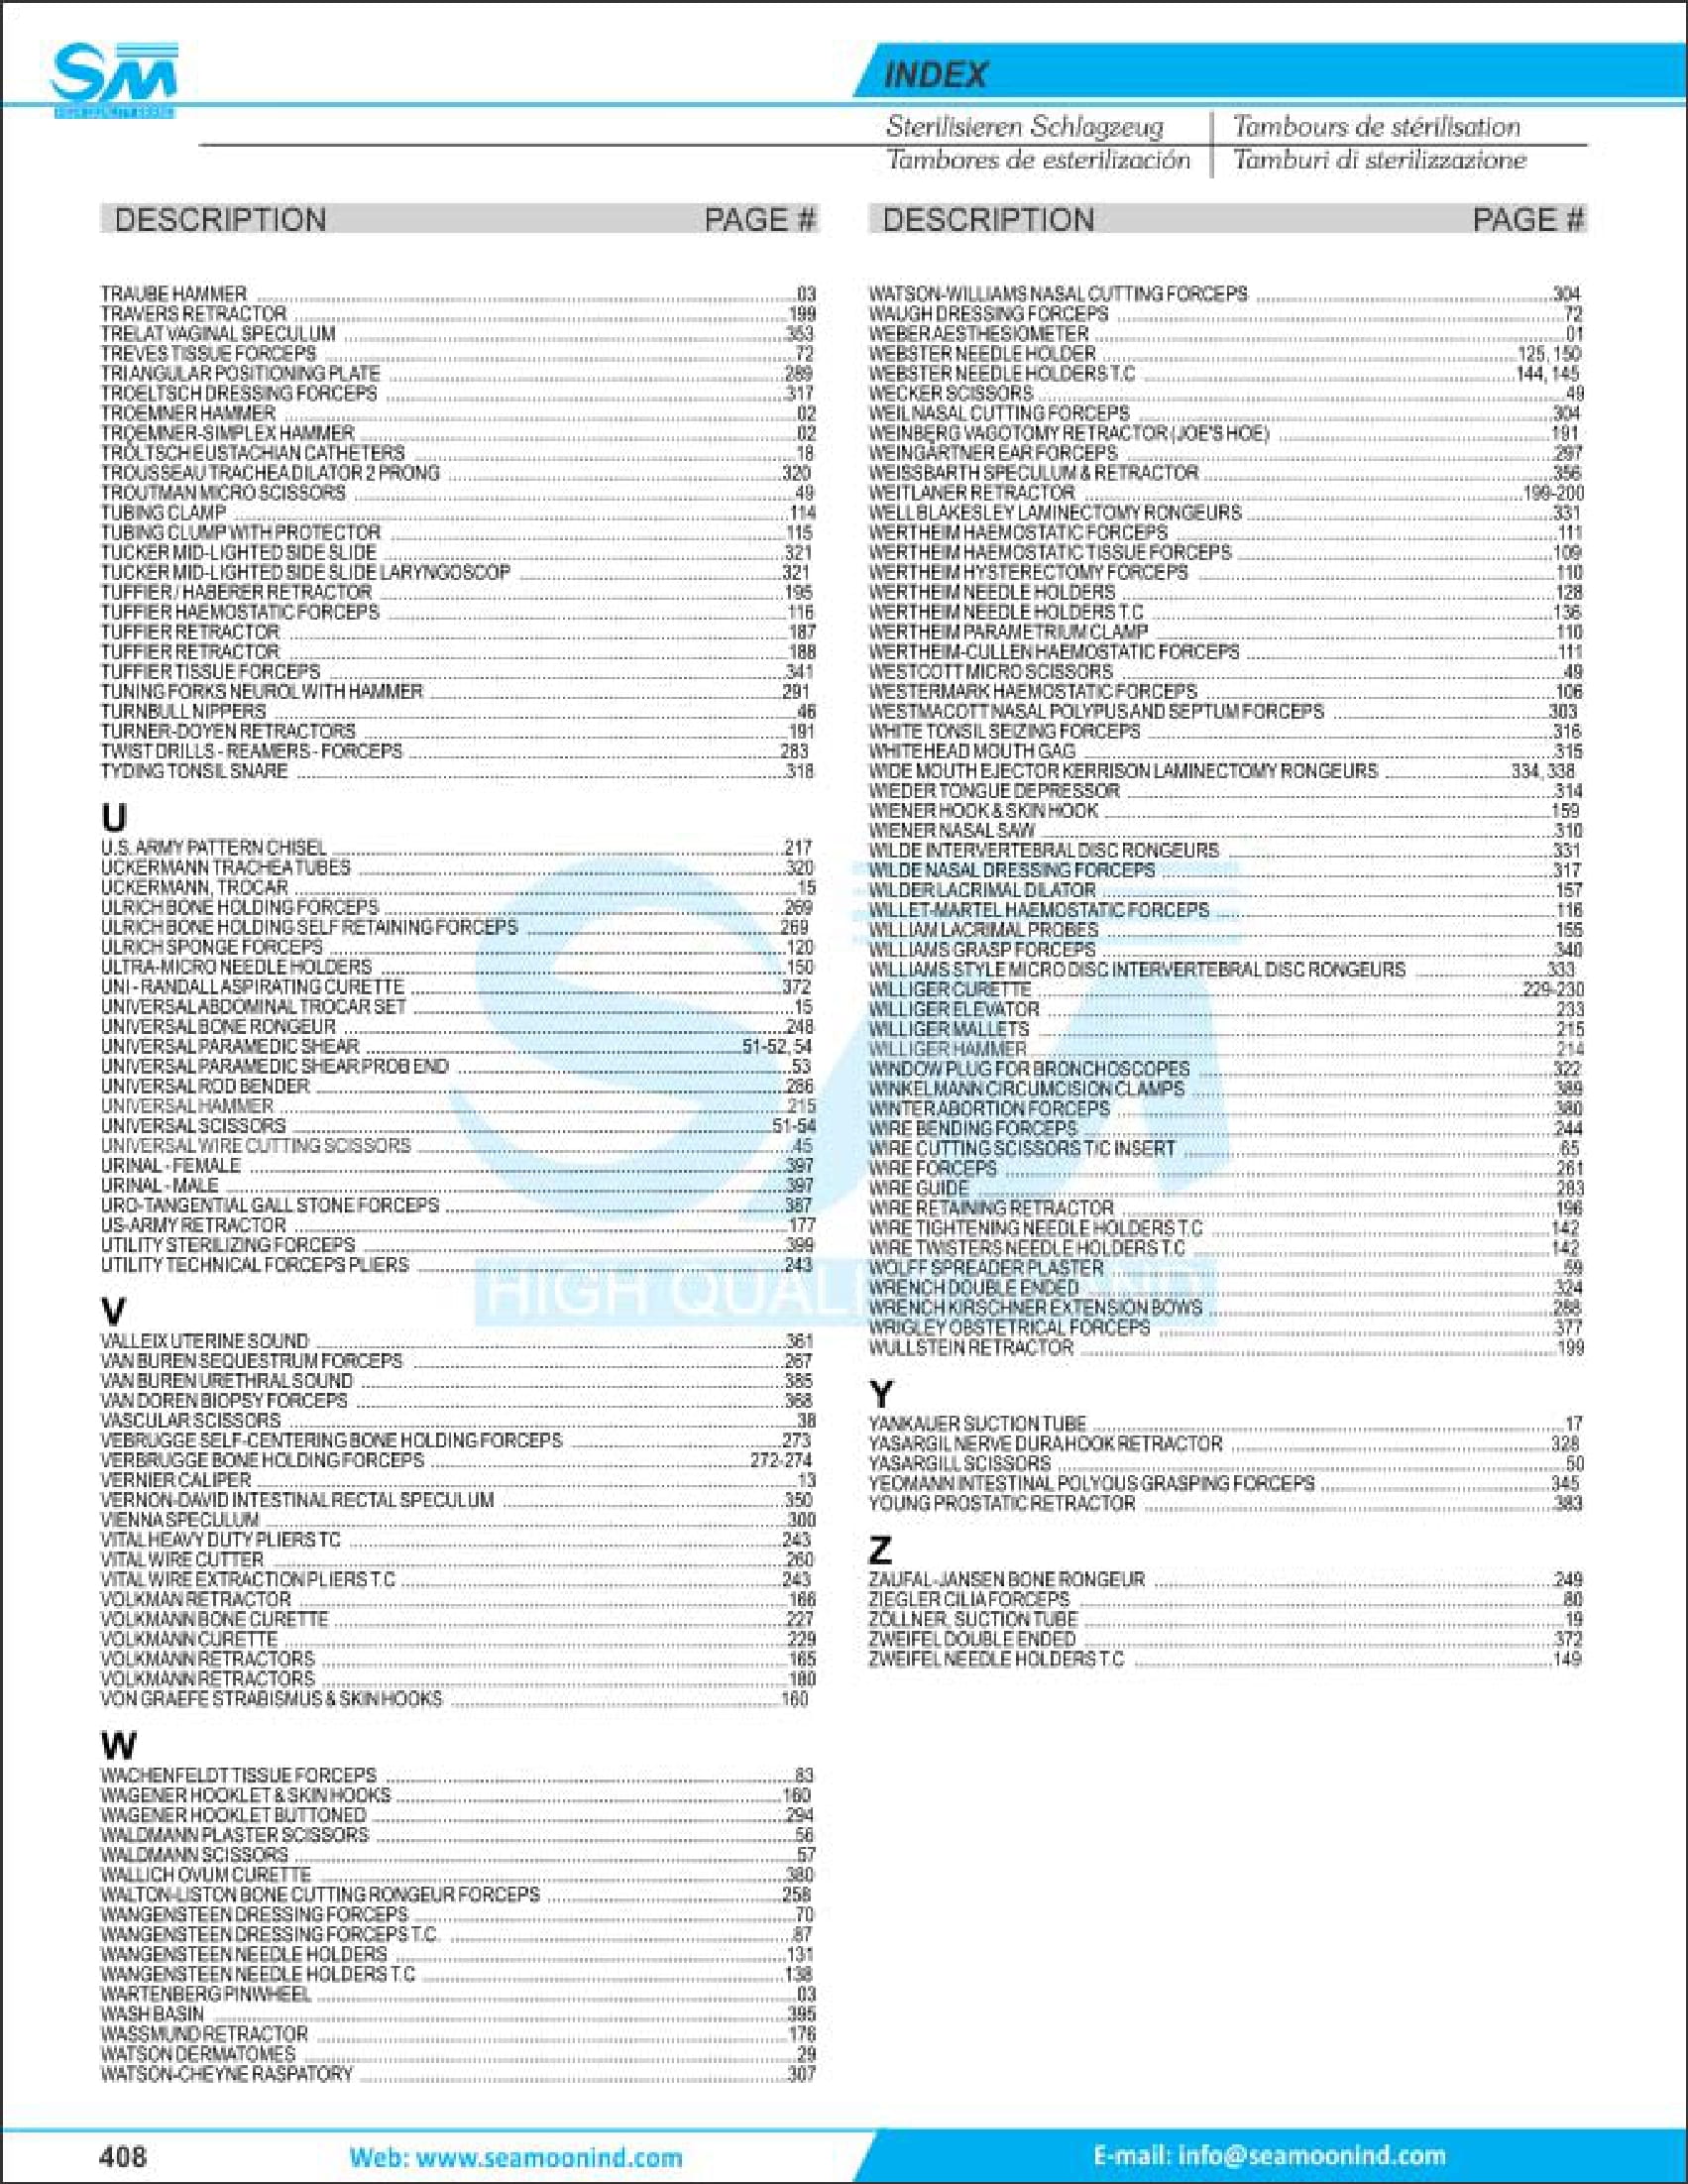 SM
INDEX
Sterilisieren Schlagzeug
Tambours de stérilisation
Tambores de esterilización
Tamburi di sterilizzazione
DESCRIPTION PAGE #
TRAUBE HAMMER 03
TRAVERS RETRACTOR 199
TRELAT VAGINAL SPECULUM 353
TREVES TISSUE FORCEPS 72
TRIANGULAR POSITIONING PLATE 289
TROELTSCH DRESSING FORCEPS 317
TROEMNER HAMMER 02
TROEMNER-SIMPLEX HAMMER 02
TRÖLTSCH EUSTACHIAN CATHETERS 18
TROUSSEAU TRACHEA DILATOR 2 PRONG 320
TROUTMAN MICRO SCISSORS 49
TUBING CLAMP 114
TUBING CLUMP WITH PROTECTOR 115
TUCKER MID-LIGHTED SIDE SLIDE 321
TUCKER MID-LIGHTED SIDE SLIDE LARYNGOSCOP 321
TUFFIER / HABERER RETRACTOR 195
TUFFIER HAEMOSTATIC FORCEPS 116
TUFFIER RETRACTOR 187
TUFFIER RETRACTOR 188
TUFFIER TISSUE FORCEPS 341
TUNING FORKS NEUROL WITH HAMMER 291
TURNBULL NIPPERS 46
TURNER-DOYEN RETRACTORS 191
TWIST DRILLS - REAMERS - FORCEPS 283
TYDING TONSIL SNARE 318
U
U.S. ARMY PATTERN CHISEL 217
UCKERMANN TRACHEA TUBES 320
UCKERMANN, TROCAR 15
ULRICH BONE HOLDING FORCEPS 269
ULRICH BONE HOLDING SELF RETAINING FORCEPS 269
ULRICH SPONGE FORCEPS 120
ULTRA-MICRO NEEDLE HOLDERS 150
UNI - RANDALL ASPIRATING CURETTE 372
UNIVERSAL ABDOMINAL TROCAR SET 15
UNIVERSAL BONE RONGEUR 248
UNIVERSAL PARAMEDIC SHEAR 51-52, 54
UNIVERSAL PARAMEDIC SHEAR PROB END 53
UNIVERSAL ROD BENDER 286
UNIVERSAL HAMMER 215
UNIVERSAL SCISSORS 51-54
UNIVERSAL WIRE CUTTING SCISSORS 45
URINAL - FEMALE 397
URINAL - MALE 397
URO-TANGENTIAL GALL STONE FORCEPS 387
US-ARMY RETRACTOR 177
UTILITY STERILIZING FORCEPS 399
UTILITY TECHNICAL FORCEPS PLIERS 243
V
VALLEIX UTERINE SOUND 361
VAN BUREN SEQUESTRUM FORCEPS 267
VAN BUREN URETHRAL SOUND 385
VAN DOREN BIOPSY FORCEPS 368
VASCULAR SCISSORS 38
VEBRUGGE SELF-CENTERING BONE HOLDING FORCEPS 273
VERBRUGGE BONE HOLDING FORCEPS 272-274
VERNIER CALIPER 13
VERNON-DAVID INTESTINAL RECTAL SPECULUM 350
VIENNA SPECULUM 300
VITAL HEAVY DUTY PLIERS TC 243
VITAL WIRE CUTTER 260
VITAL WIRE EXTRACTION PLIERS T.C 243
VOLKMAN RETRACTOR 166
VOLKMANN BONE CURETTE 227
VOLKMANN CURETTE 229
VOLKMANN RETRACTORS 165
VOLKMANN RETRACTORS 180
VON GRAEFE STRABISMUS & SKIN HOOKS 160
W
WACHENFELDT TISSUE FORCEPS 83
WAGENER HOOKLET & SKIN HOOKS 160
WAGENER HOOKLET BUTTONED 294
WALDMANN PLASTER SCISSORS 56
WALDMANN SCISSORS 57
WALLICH OVUM CURETTE 380
WALTON-LISTON BONE CUTTING RONGEUR FORCEPS 258
WANGENSTEEN DRESSING FORCEPS 70
WANGENSTEEN DRESSING FORCEPS T.C. 87
WANGENSTEEN NEEDLE HOLDERS 131
WANGENSTEEN NEEDLE HOLDERS T.C 138
WARTENBERG PINWHEEL 03
WASH BASIN 395
WASSMUND RETRACTOR 176
WATSON DERMATOMES 29
WATSON-CHEYNE RASPATORY 307
DESCRIPTION PAGE #
WATSON-WILLIAMS NASAL CUTTING FORCEPS 304
WAUGH DRESSING FORCEPS 72
WEBER AESTHESIOMETER 01
WEBSTER NEEDLE HOLDER 125, 150
WEBSTER NEEDLE HOLDERS T.C 144, 145
WECKER SCISSORS 49
WEIL NASAL CUTTING FORCEPS 304
WEINBERG VAGOTOMY RETRACTOR (JOE'S HOE) 191
WEINGARTNER EAR FORCEPS 297
WEISSBARTH SPECULUM & RETRACTOR 356
WEITLANER RETRACTOR 199-200
WELL BLAKESLEY LAMINECTOMY RONGEURS 331
WERTHEIM HAEMOSTATIC FORCEPS 111
WERTHEIM HAEMOSTATIC TISSUE FORCEPS 109
WERTHEIM HYSTERECTOMY FORCEPS 110
WERTHEIM NEEDLE HOLDERS 128
WERTHEIM NEEDLE HOLDERS T.C 136
WERTHEIM PARAMETRIUM CLAMP 110
WERTHEIM-CULLEN HAEMOSTATIC FORCEPS 111
WESTCOTT MICRO SCISSORS 49
WESTERMARK HAEMOSTATIC FORCEPS 106
WESTMACOTT NASAL POLYPUS AND SEPTUM FORCEPS 303
WHITE TONSIL SEIZING FORCEPS 316
WHITEHEAD MOUTH GAG 315
WIDE MOUTH EJECTOR KERRISON LAMINECTOMY RONGEURS 334, 338
WIEDER TONGUE DEPRESSOR 314
WIENER HOOK & SKIN HOOK 159
WIENER NASAL SAW 310
WILDE INTERVERTEBRAL DISC RONGEURS 331
WILDE NASAL DRESSING FORCEPS 317
WILDER LACRIMAL DILATOR 157
WILLET-MARTEL HAEMOSTATIC FORCEPS 116
WILLIAM LACRIMAL PROBES 155
WILLIAMS GRASP FORCEPS 340
WILLIAMS STYLE MICRO DISC INTERVERTEBRAL DISC RONGEURS 333
WILLIGER CURETTE 229-230
WILLIGER ELEVATOR 233
WILLIGER MALLETS 215
WILLIGER HAMMER 214
WINDOW PLUG FOR BRONCHOSCOPES 322
WINKELMANN CIRCUMCISION CLAMPS 389
WINTER ABORTION FORCEPS 380
WIRE BENDING FORCEPS 244
WIRE CUTTING SCISSORS T/C INSERT 65
WIRE FORCEPS 261
WIRE GUIDE 283
WIRE RETAINING RETRACTOR 196
WIRE TIGHTENING NEEDLE HOLDERS T.C 142
WIRE TWISTERS NEEDLE HOLDERS T.C 142
WOLFF SPREADER PLASTER 59
WRENCH DOUBLE ENDED 324
WRENCH KIRSCHNER EXTENSION BOWS 288
WRIGLEY OBSTETRICAL FORCEPS 377
WULLSTEIN RETRACTOR 199
Y
YANKAUER SUCTION TUBE 17
YASARGIL NERVE DURAHOOK RETRACTOR 328
YASARGILL SCISSORS 50
YEOMANN INTESTINAL POLYOUS GRASPING FORCEPS 345
YOUNG PROSTATIC RETRACTOR 383
Z
ZAUFAL-JANSEN BONE RONGEUR 249
ZIEGLER CILIA FORCEPS 80
ZOLLNER, SUCTION TUBE 19
ZWEIFEL DOUBLE ENDED 372
ZWEIFEL NEEDLE HOLDERS T.C 149
HIGH QUALI
408
Web: www.seamoonind.com
E-mail: info@seamoonind.com